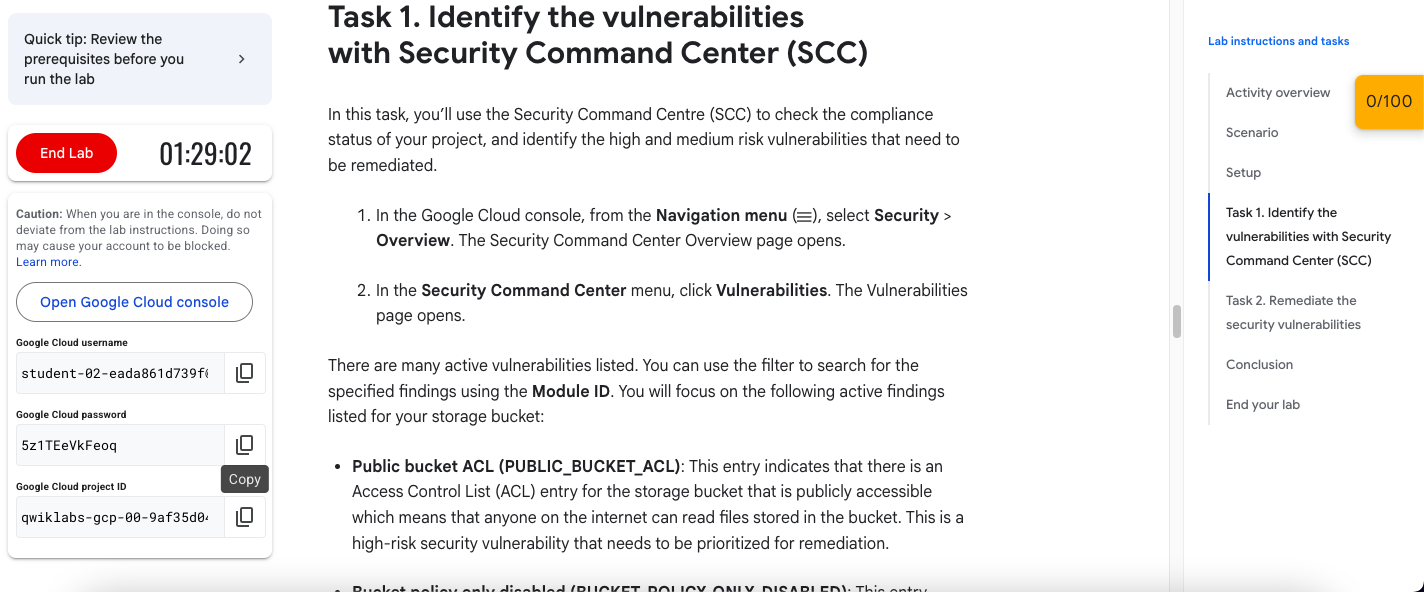 Quick tip: Review the
prerequisites before you
run the lab
End Lab
01:29:02
Caution: When you are in the console, do not
deviate from the lab instructions. Doing so
may cause your account to be blocked.
Learn more.
Open Google Cloud console
Google Cloud username
student-02-eada861d739f
Google Cloud password
5z1TEeVkFeoq
Copy
Google Cloud project ID
qwiklabs-gcp-00-9af35d0
Task 1. Identify the vulnerabilities
with Security Command Center (SCC)
In this task, you’ll use the Security Command Centre (SCC) to check the compliance
status of your project, and identify the high and medium risk vulnerabilities that need to
be remediated.
1. In the Google Cloud console, from the Navigation menu (), select Security >
Overview. The Security Command Center Overview page opens.
2. In the Security Command Center menu, click Vulnerabilities. The Vulnerabilities
page opens.
There are many active vulnerabilities listed. You can use the filter to search for the
specified findings using the Module ID. You will focus on the following active findings
listed for your storage bucket:
• Public bucket ACL (PUBLIC_BUCKET_ACL): This entry indicates that there is an
Access Control List (ACL) entry for the storage bucket that is publicly accessible
which means that anyone on the internet can read files stored in the bucket. This is a
high-risk security vulnerability that needs to be prioritized for remediation.
• Bucket policy only disabled (BUCKET_POLICY_ONLY_DISABLED): This entry
Lab instructions and tasks
Activity overview
0/100
Scenario
Setup
Task 1. Identify the
vulnerabilities with Security
Command Center (SCC)
Task 2. Remediate the
security vulnerabilities
Conclusion
End your lab